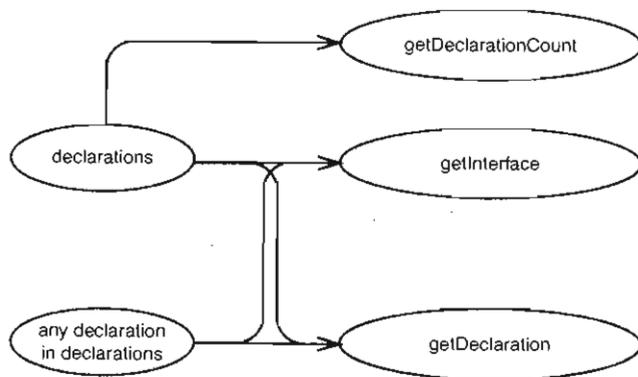 getDeclarationCount
declarations
getInterface
any declaration
in declarations
getDeclaration